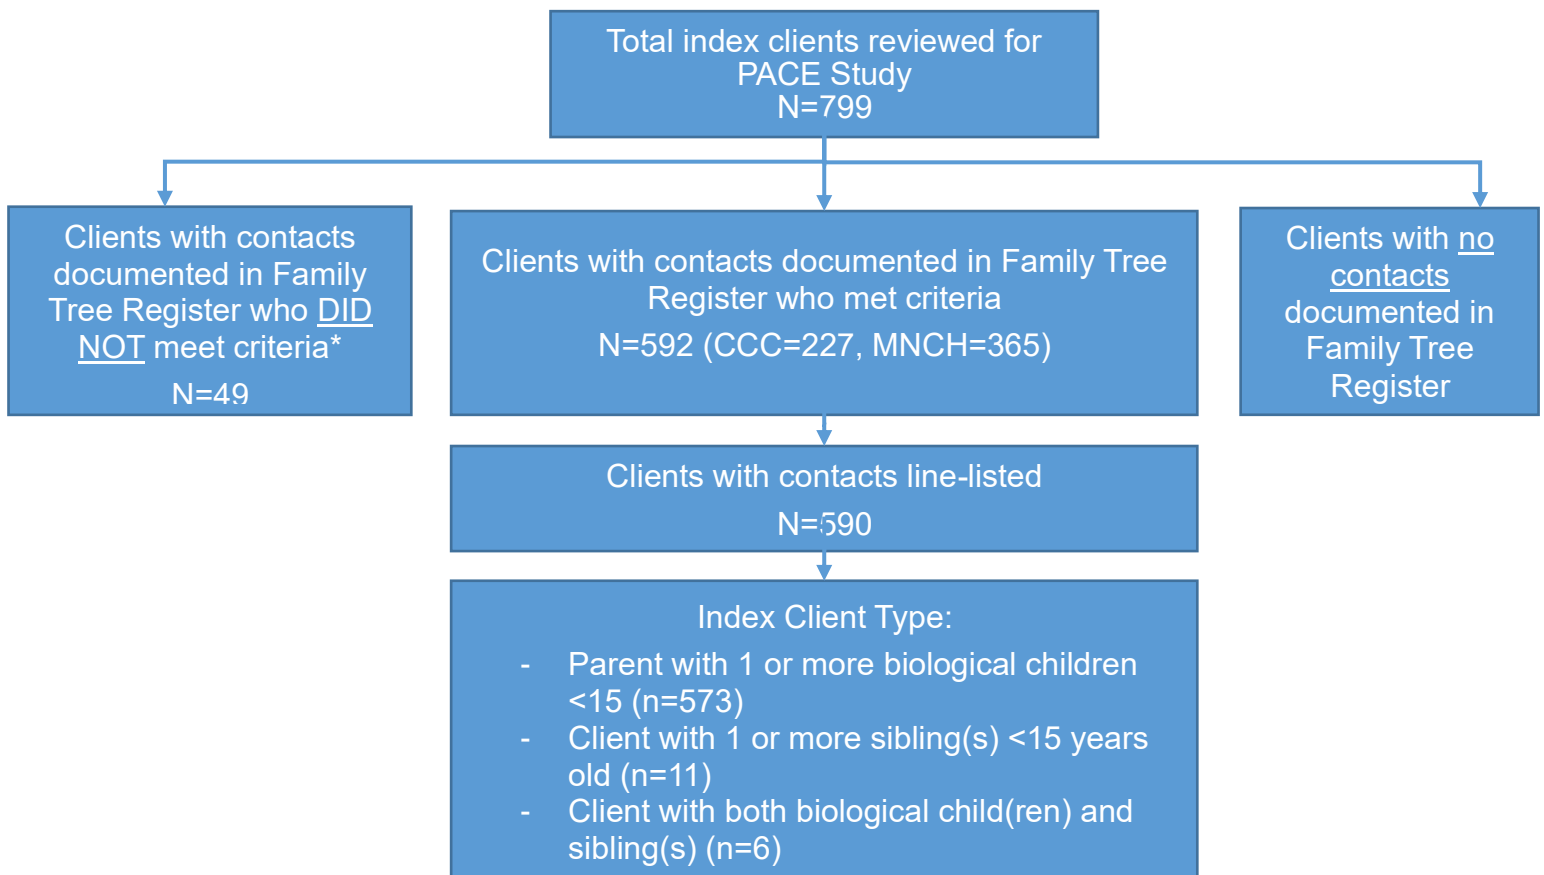 Total index clients reviewed for
PACE Study
N=799
Clients with contacts
documented in Family
Tree Register who DID
NOT meet criteria*
N=49
Clients with contacts documented in Family Tree
Register who met criteria
N=592 (CCC=227, MNCH=365)
Clients with no
contacts
documented in
Family Tree
Register
Clients with contacts line-listed
N=590
Index Client Type:
- Parent with 1 or more biological children
<15 (n=573)
- Client with 1 or more sibling(s) <15 years
old (n=11)
- Client with both biological child(ren) and
sibling(s) (n=6)